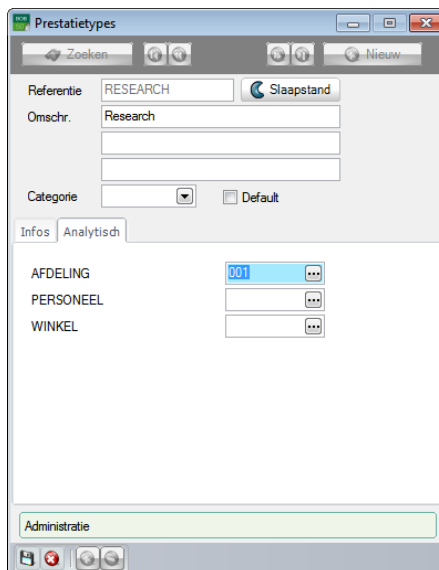 Prestatietypes
Zoeken
Nieuw
Referentie RESEARCH Slaapstand
Omschr. Research
Categorie Default
Infos Analytisch
AFDELING 001
PERSONEEL
WINKEL
Administratie